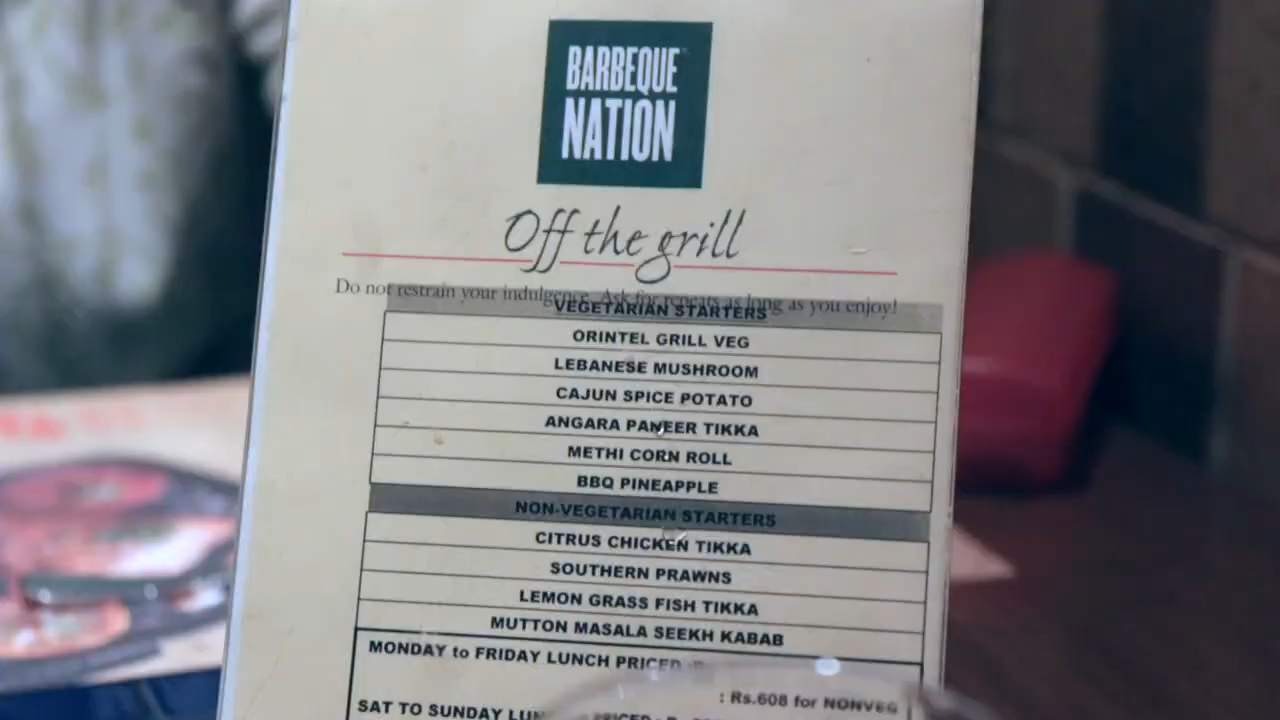 BARBEQUE
NATION
Off the grill
Do not restrain your indulgence. Ask for repeats as long as you enjoy!
VEGETARIAN STARTERS
ORINTEL GRILL VEG
LEBANESE MUSHROOM
CAJUN SPICE POTATO
ANGARA PANEER TIKKA
METHI CORN ROLL
BBQ PINEAPPLE
NON-VEGETARIAN STARTERS
CITRUS CHICKEN TIKKA
SOUTHERN PRAWNS
LEMON GRASS FISH TIKKA
MUTTON MASALA SEEKH KABAB
MONDAY to FRIDAY LUNCH PRICED
: Rs.608 for NONVEG
SAT TO SUNDAY PRICED :